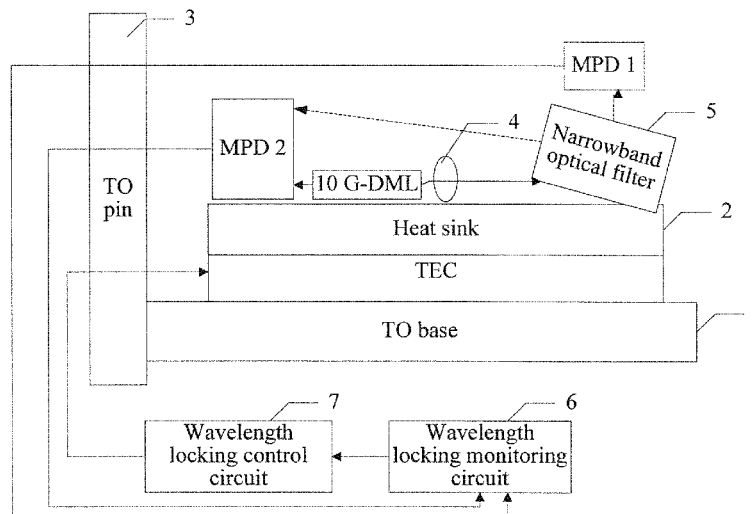 3
MPD 1
5
4
Narrowband
optical filter
MPD 2
10 G-DML
TO
pin
2
Heat sink
TEC
TO base
7
6
Wavelength
locking control
circuit
Wavelength
locking monitoring
circuit